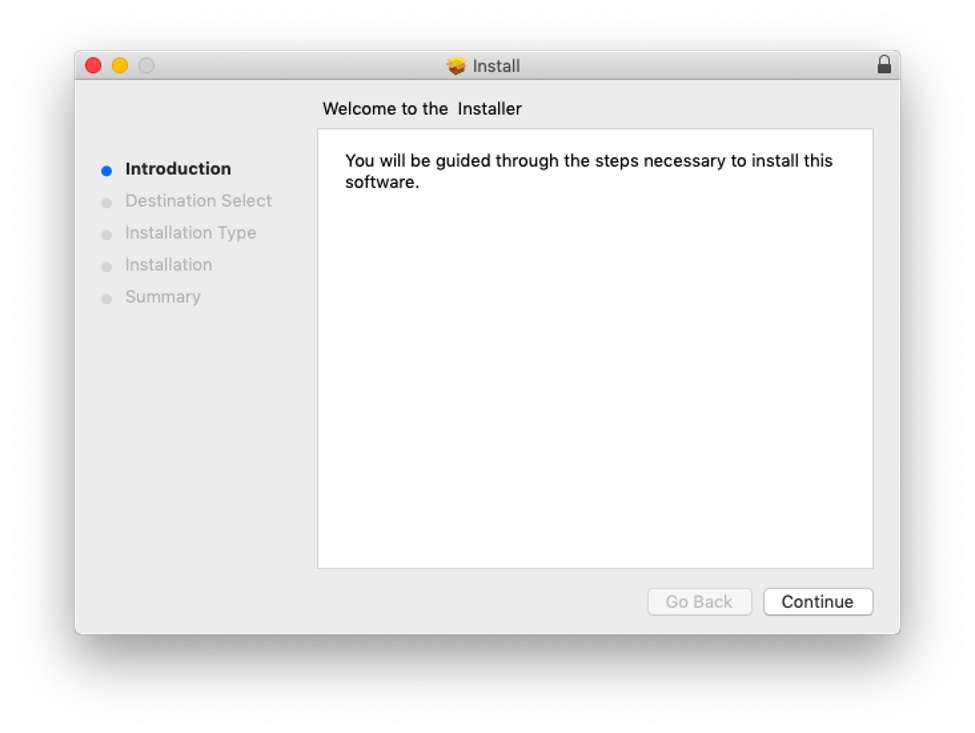 Install
Welcome to the  Installer
Introduction
Destination Select
Installation Type
Installation
Summary
You will be guided through the steps necessary to install this
software.
Go Back
Continue